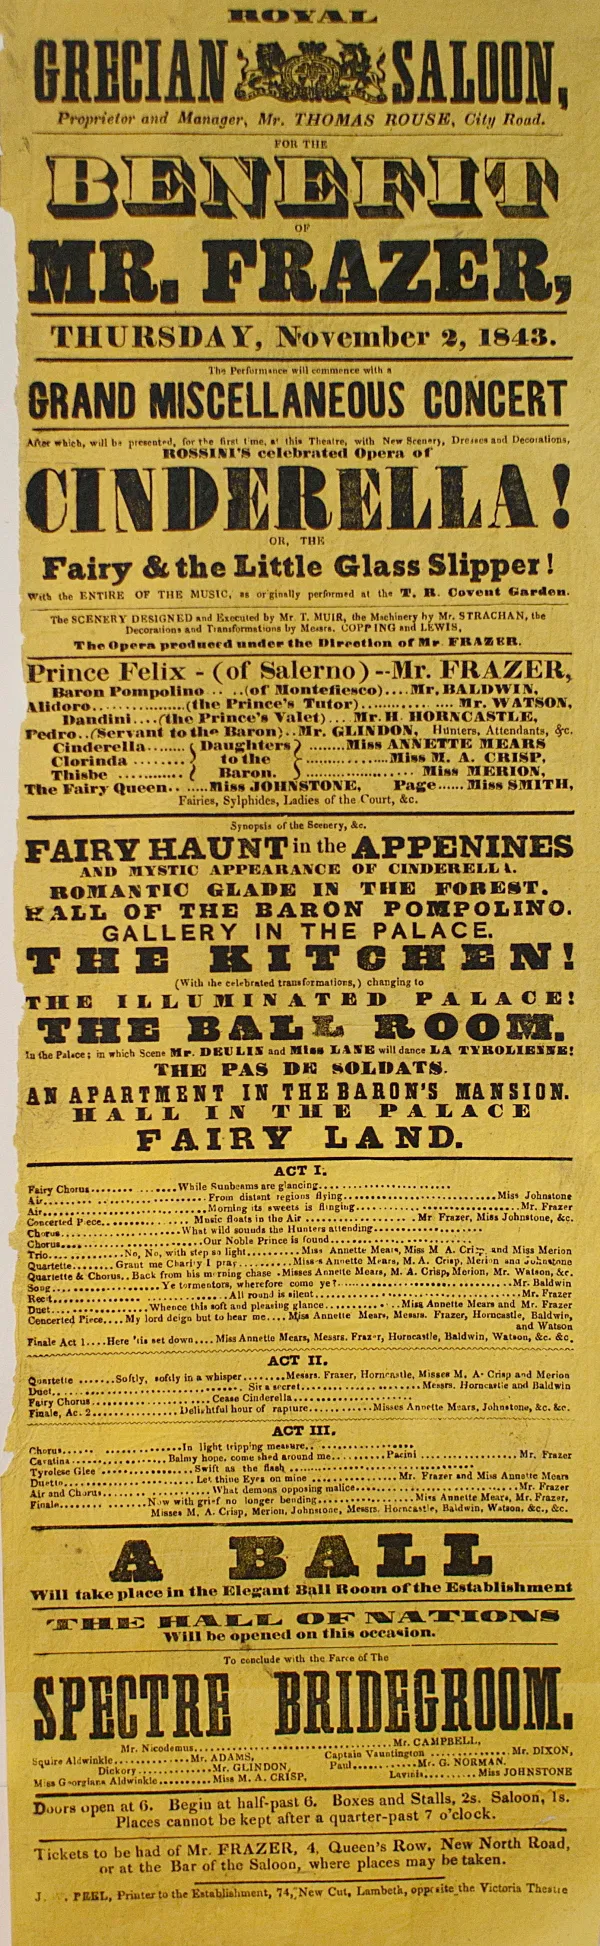 ROYAL
GRECIAN SALOON,
Proprietor and Manager, Mr. THOMAS ROUSE, City Road.
FOR THE
BENEFIT
OF
MR. FRAZER,
THURSDAY, November 2, 1843.
The Performance will commence with a
GRAND MISCELLANEOUS CONCERT
After which, will be presented, for the first time, at this Theatre, with New Scenery, Dresses and Decorations,
ROSSINI'S celebrated Opera of
CINDERELLA!
OR, THE
Fairy & the Little Glass Slipper!
With the ENTIRE OF THE MUSIC, as originally performed at the T. R. Covent Garden.
The SCENERY DESIGNED and Executed by Mr. T. MUIR, the Machinery by Mr. STRACHAN, the
Decorations and Transformations by Messrs. COPPING and LEWIS,
The Opera produced under the Direction of Mr FRAZER.
Prince Felix - (of Salerno) --Mr. FRAZER,
Baron Pompolino ....(of Montefiesco)....Mr. BALDWIN,
Alidoro.................(the Prince's Tutor)............... Mr. WATSON,
Dandini....(the Prince's Valet)... Mr. H. HORNCASTLE,
Pedro..(Servant to the Baron)..Mr. GLINDON, Hunters, Attendants, &c.
Cinderella........ { Daughters } ........Miss ANNETTE MEARS
Clorinda ........ { to the } ................Miss M. A. CRISP,
Thisbe ............ { Baron. } ...................... Miss MERION,
The Fairy Queen.. .....Miss JOHNSTONE, Page...... Miss SMITH,
Fairies, Sylphides, Ladies of the Court, &c.
Synopsis of the Scenery, &c.
FAIRY HAUNT in the APPENINES
AND MYSTIC APPEARANCE OF CINDERELLA.
ROMANTIC GLADE IN THE FOREST.
HALL OF THE BARON POMPOLINO.
GALLERY IN THE PALACE.
THE KITCHEN!
(With the celebrated transformations,) changing to
THE ILLUMINATED PALACE!
THE BALL ROOM.
In the Palace; in which Scene Mr. DEULIN and Miss LANE will dance LA TYROLIENNE!
THE PAS DE SOLDATS.
AN APARTMENT IN THE BARON'S MANSION.
HALL IN THE PALACE
FAIRY LAND.
ACT I.
Fairy Chorus..............While Sunbeams are glancing........................
Air..............................From distant regions flying............................Miss Johnstone
Air..............................Morning its sweets is flinging..............................Mr. Frazer
Concerted Piece................. Music floats in the Air .....................Mr Frazer, Miss Johnstone, &c.
Chorus.....................What wild sounds the Hunters attending....................
Chorus.........................Our Noble Prince is found.......................
Trio.............No, No, with step so light..........Miss Annette Mears, Miss M A. Crisp, and Miss Merion
Quartette.......Grant me Charity I pray...........Misses Annette Mears, M. A. Crisp, Merion and Johnstone
Quartette & Chorus..Back from his morning chase.Misses Annette Mears, M. A. Crisp, Merion, Mr. Watson, &c.
Song....................Ye tormentors, wherefore come ye?..............................Mr. Baldwin
Recit..............................All round is silent..............................Mr. Frazer
Duet...............Whence this soft and pleasing glance................Miss Annette Mears and Mr. Frazer
Concerted Piece....My lord deign but to hear me....Miss Annette Mears, Messrs. Frazer, Horncastle, Baldwin,
and Watson
Finale Act 1....Here 'tis set down....Miss Annette Mears, Messrs. Frazer, Horncastle, Baldwin, Watson, &c. &c.
ACT II.
Quartette .......Softly, softly in a whisper........Messrs. Frazer, Horncastle, Misses M. A. Crisp and Merion
Duet................................. Sir a secret..............................Messrs. Horncastle and Baldwin
Fairy Chorus........................Cease Cinderella........................
Finale, Ac. 2...............Delightful hour of rapture..............Misses Annette Mears, Johnstone, &c. &c.
ACT III.
Chorus..........................In light tripping measure.....................
Cavatina..............Balmy hope, come shed around me...........Pacini ..................Mr. Frazer
Tyrolese Glee ....................Swift as the flash ...........................
Duetto.........................Let thine Eyes on mine ................Mr. Frazer and Miss Annette Mears
Air and Chorus...................What demons opposing malice..........................Mr. Frazer
Finale...............Now with grief no longer bending...............Miss Annette Mears, Mr. Frazer,
Misses M. A. Crisp, Merion, Johnstone, Messrs. Horncastle, Baldwin, Watson. &c., &c.
A BALL
Will take place in the Elegant Ball Room of the Establishment
THE HALL OF NATIONS
Will be opened on this occasion.
To conclude with the Farce of The
SPECTRE BRIDEGROOM.
Mr. Nicodemus........................................Mr. CAMPBELL,
Squire Aldwinkle.............Mr. ADAMS, Captain Vauntington ..............Mr. DIXON,
Dickory.............Mr. GLINDON, Paul............Mr. G. NORMAN.
Miss Georgiana Aldwinkle..........Miss M. A. CRISP. Lavinia..........Miss JOHNSTONE
Doors open at 6. Begin at half-past 6. Boxes and Stalls, 2s. Saloon, 1s.
Places cannot be kept after a quarter-past 7 o'clock.
Tickets to be had of Mr. FRAZER, 4, Queen's Row, New North Road,
or at the Bar of the Saloon, where places may be taken.
J. PEEL, Printer to the Establishment, 74, New Cut, Lambeth, opposite the Victoria Theatre